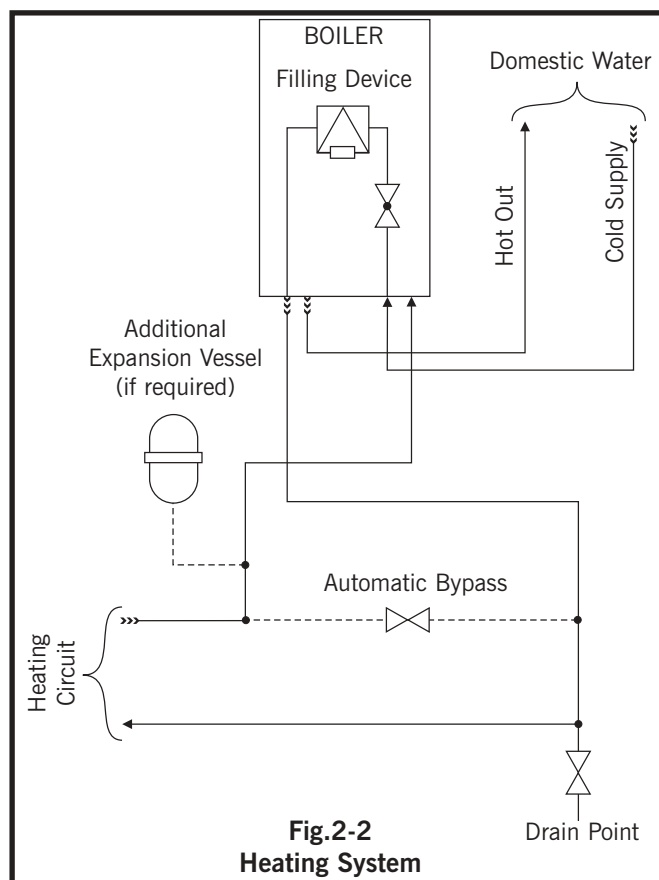 BOILER
Filling Device
Domestic Water
Hot Out
Cold Supply
Additional
Expansion Vessel
(if required)
Automatic Bypass
Heating
Circuit
Drain Point
Fig.2-2
Heating System